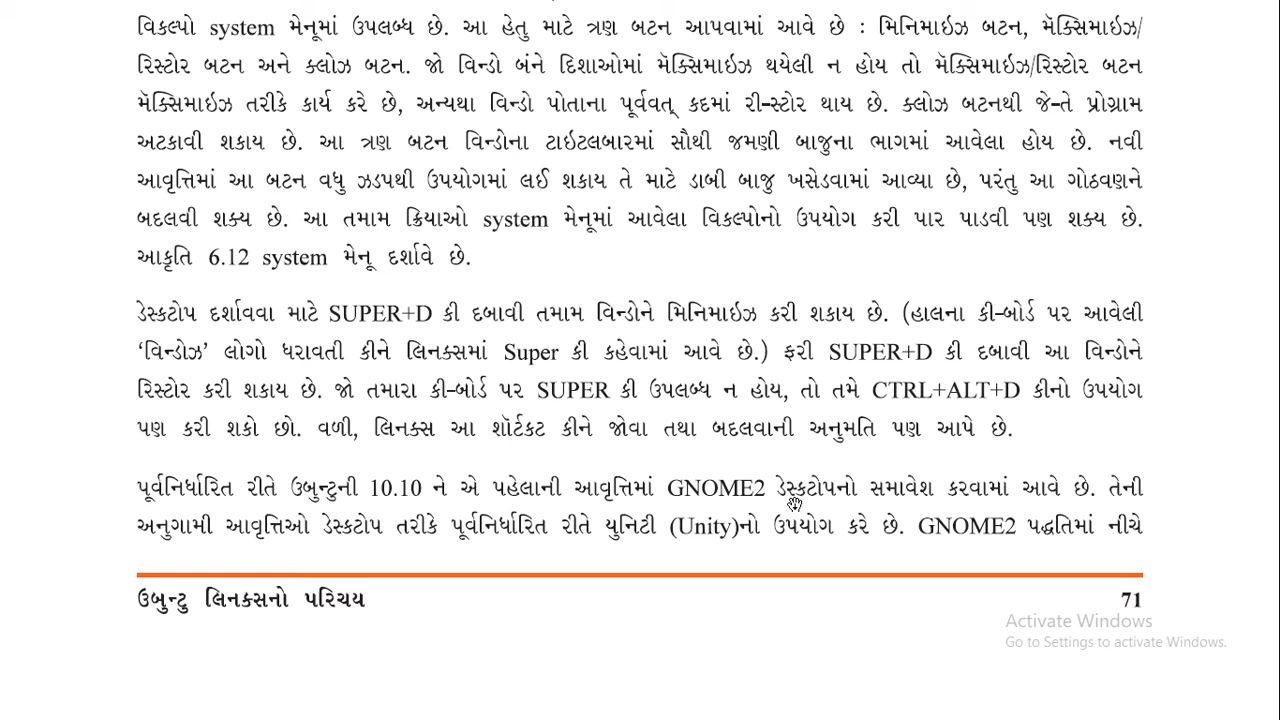 વિકલ્પો system મેનૂમાં ઉપલબ્ધ છે. આ હેતુ માટે ત્રણ બટન આપવામાં આવે છે : મિનિમાઇઝ બટન, મૅક્સિમાઇઝ/
રિસ્ટોર બટન અને ક્લોઝ બટન. જો વિન્ડો બંને દિશાઓમાં મૅક્સિમાઇઝ થયેલી ન હોય તો મૅક્સિમાઇઝ/રિસ્ટોર બટન
મૅક્સિમાઇઝ તરીકે કાર્ય કરે છે, અન્યથા વિન્ડો પોતાના પૂર્વવત્ કદમાં રી-સ્ટોર થાય છે. ક્લોઝ બટનથી જે-તે પ્રોગ્રામ
અટકાવી શકાય છે. આ ત્રણ બટન વિન્ડોના ટાઇટલબારમાં સૌથી જમણી બાજુના ભાગમાં આવેલા હોય છે. નવી
આવૃત્તિમાં આ બટન વધુ ઝડપથી ઉપયોગમાં લઈ શકાય તે માટે ડાબી બાજુ ખસેડવામાં આવ્યા છે, પરંતુ આ ગોઠવણને
બદલવી શક્ય છે. આ તમામ ક્રિયાઓ system મેનૂમાં આવેલા વિકલ્પોનો ઉપયોગ કરી પાર પાડવી પણ શક્ય છે.
આકૃતિ 6.12 system મેનૂ દર્શાવે છે.
ડેસ્કટોપ દર્શાવવા માટે SUPER+D કી દબાવી તમામ વિન્ડોને મિનિમાઇઝ કરી શકાય છે. (હાલના કી-બોર્ડ પર આવેલી
‘વિન્ડોઝ’ લોગો ધરાવતી કીને લિનક્સમાં Super કી કહેવામાં આવે છે.) ફરી SUPER+D કી દબાવી આ વિન્ડોને
રિસ્ટોર કરી શકાય છે. જો તમારા કી-બોર્ડ પર SUPER કી ઉપલબ્ધ ન હોય, તો તમે CTRL+ALT+D કીનો ઉપયોગ
પણ કરી શકો છો. વળી, લિનક્સ આ શૉર્ટકટ કીને જોવા તથા બદલવાની અનુમતિ પણ આપે છે.
પૂર્વનિર્ધારિત રીતે ઉબુન્ટુની 10.10 ને એ પહેલાની આવૃત્તિમાં GNOME2 ડેસ્કટોપનો સમાવેશ કરવામાં આવે છે. તેની
અનુગામી આવૃત્તિઓ ડેસ્કટોપ તરીકે પૂર્વનિર્ધારિત રીતે યુનિટી (Unity)નો ઉપયોગ કરે છે. GNOME2 પદ્ધતિમાં નીચે
ઉબુન્ટુ લિનક્સનો પરિચય 71
Activate Windows
Go to Settings to activate Windows.